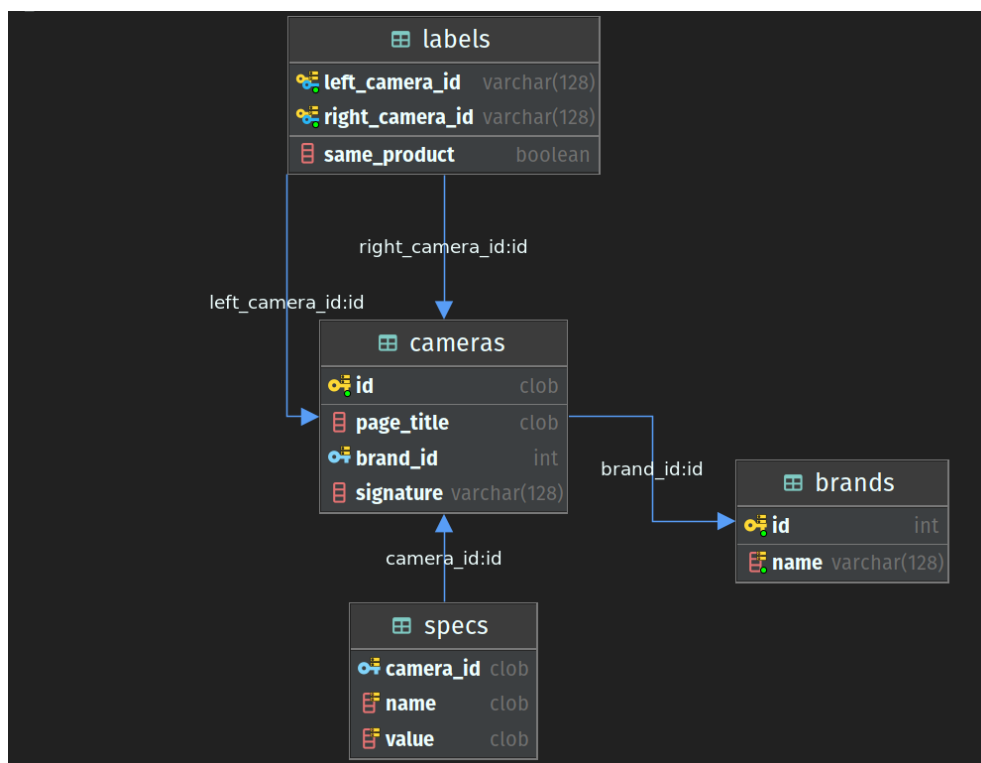 labels
left_camera_id varchar(128)
right_camera_id varchar(128)
same_product boolean
right_camera_id:id
left_camera_id:id
cameras
id clob
page_title clob
brand_id int
signature varchar(128)
brand_id:id
brands
id int
name varchar(128)
camera_id:id
specs
camera_id clob
name clob
value clob